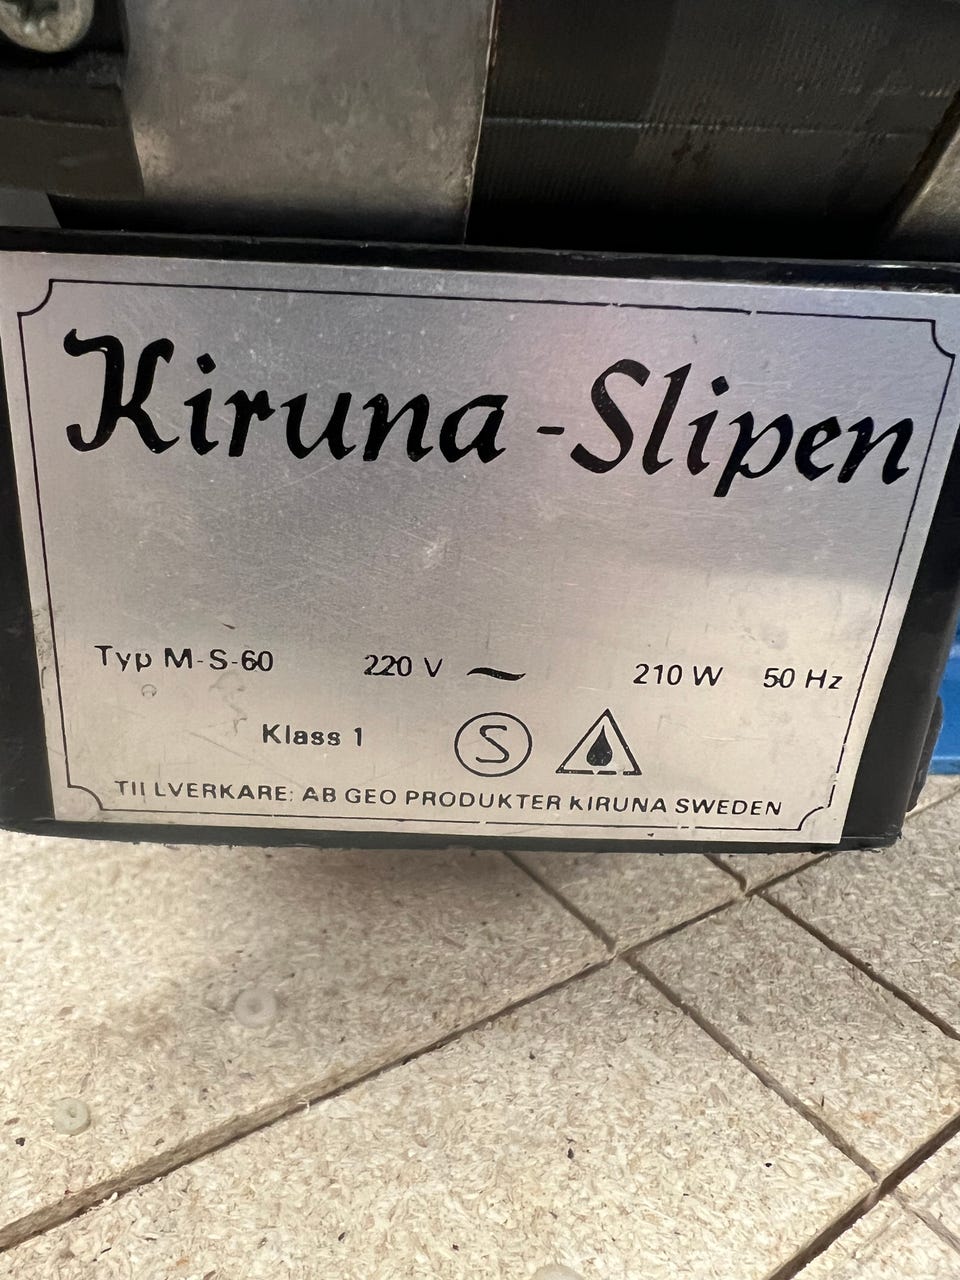 Kiruna-Slipen
Typ M-S-60 220 V ~ 210 W 50 Hz
Klass 1 S
TILLVERKARE: AB GEO PRODUKTER KIRUNA SWEDEN